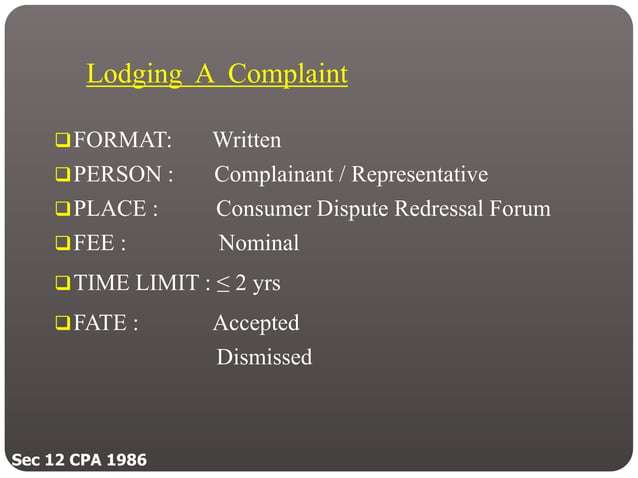 Lodging A Complaint
FORMAT: Written
PERSON : Complainant / Representative
PLACE : Consumer Dispute Redressal Forum
FEE : Nominal
TIME LIMIT : ≤ 2 yrs
FATE : Accepted
Dismissed
Sec 12 CPA 1986